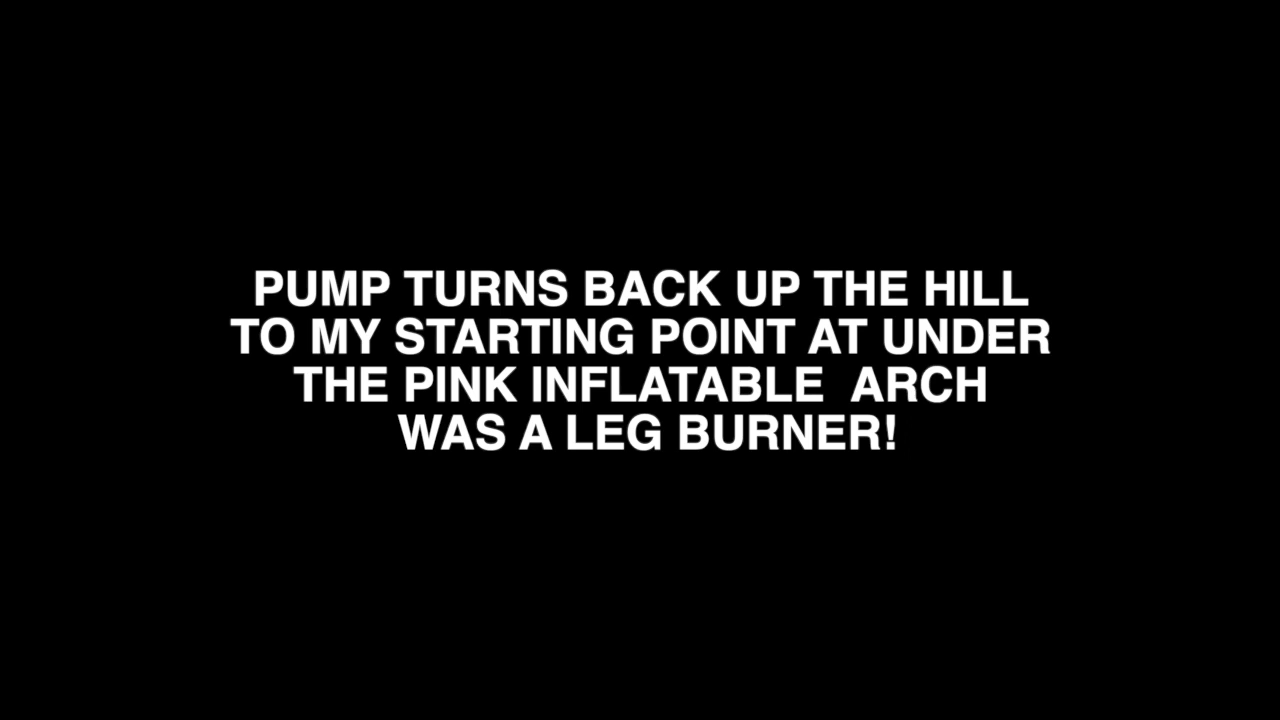 PUMP TURNS BACK UP THE HILL
TO MY STARTING POINT AT UNDER
THE PINK INFLATABLE  ARCH
WAS A LEG BURNER!